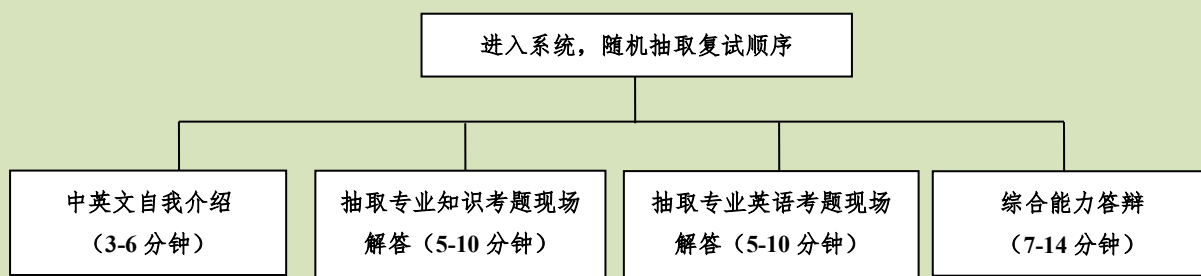 进入系统，随机抽取复试顺序
中英文自我介绍
（3-6 分钟）
抽取专业知识考题现场
解答（5-10 分钟）
抽取专业英语考题现场
解答（5-10 分钟）
综合能力答辩
（7-14 分钟）